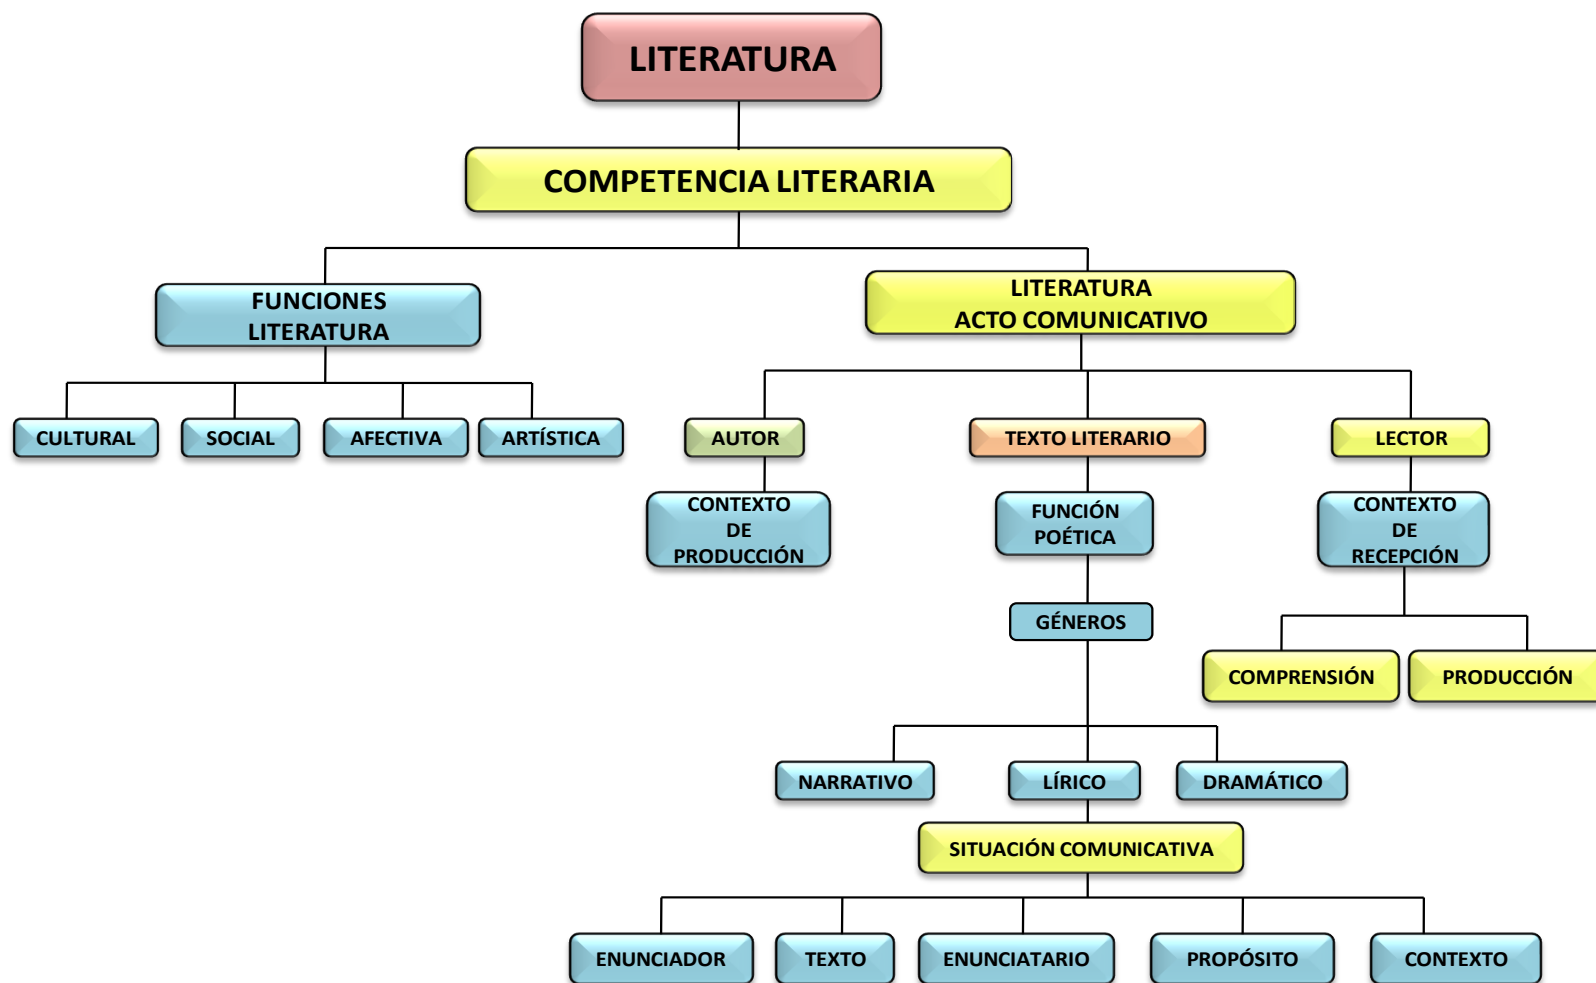 LITERATURA
COMPETENCIA LITERARIA
FUNCIONES
LITERATURA
LITERATURA
ACTO COMUNICATIVO
CULTURAL
SOCIAL
AFECTIVA
ARTÍSTICA
AUTOR
TEXTO LITERARIO
LECTOR
CONTEXTO
DE
PRODUCCIÓN
FUNCIÓN
POÉTICA
CONTEXTO
DE
RECEPCIÓN
GÉNEROS
COMPRENSIÓN
PRODUCCIÓN
NARRATIVO
LÍRICO
DRAMÁTICO
SITUACIÓN COMUNICATIVA
ENUNCIADOR
TEXTO
ENUNCIATARIO
PROPÓSITO
CONTEXTO